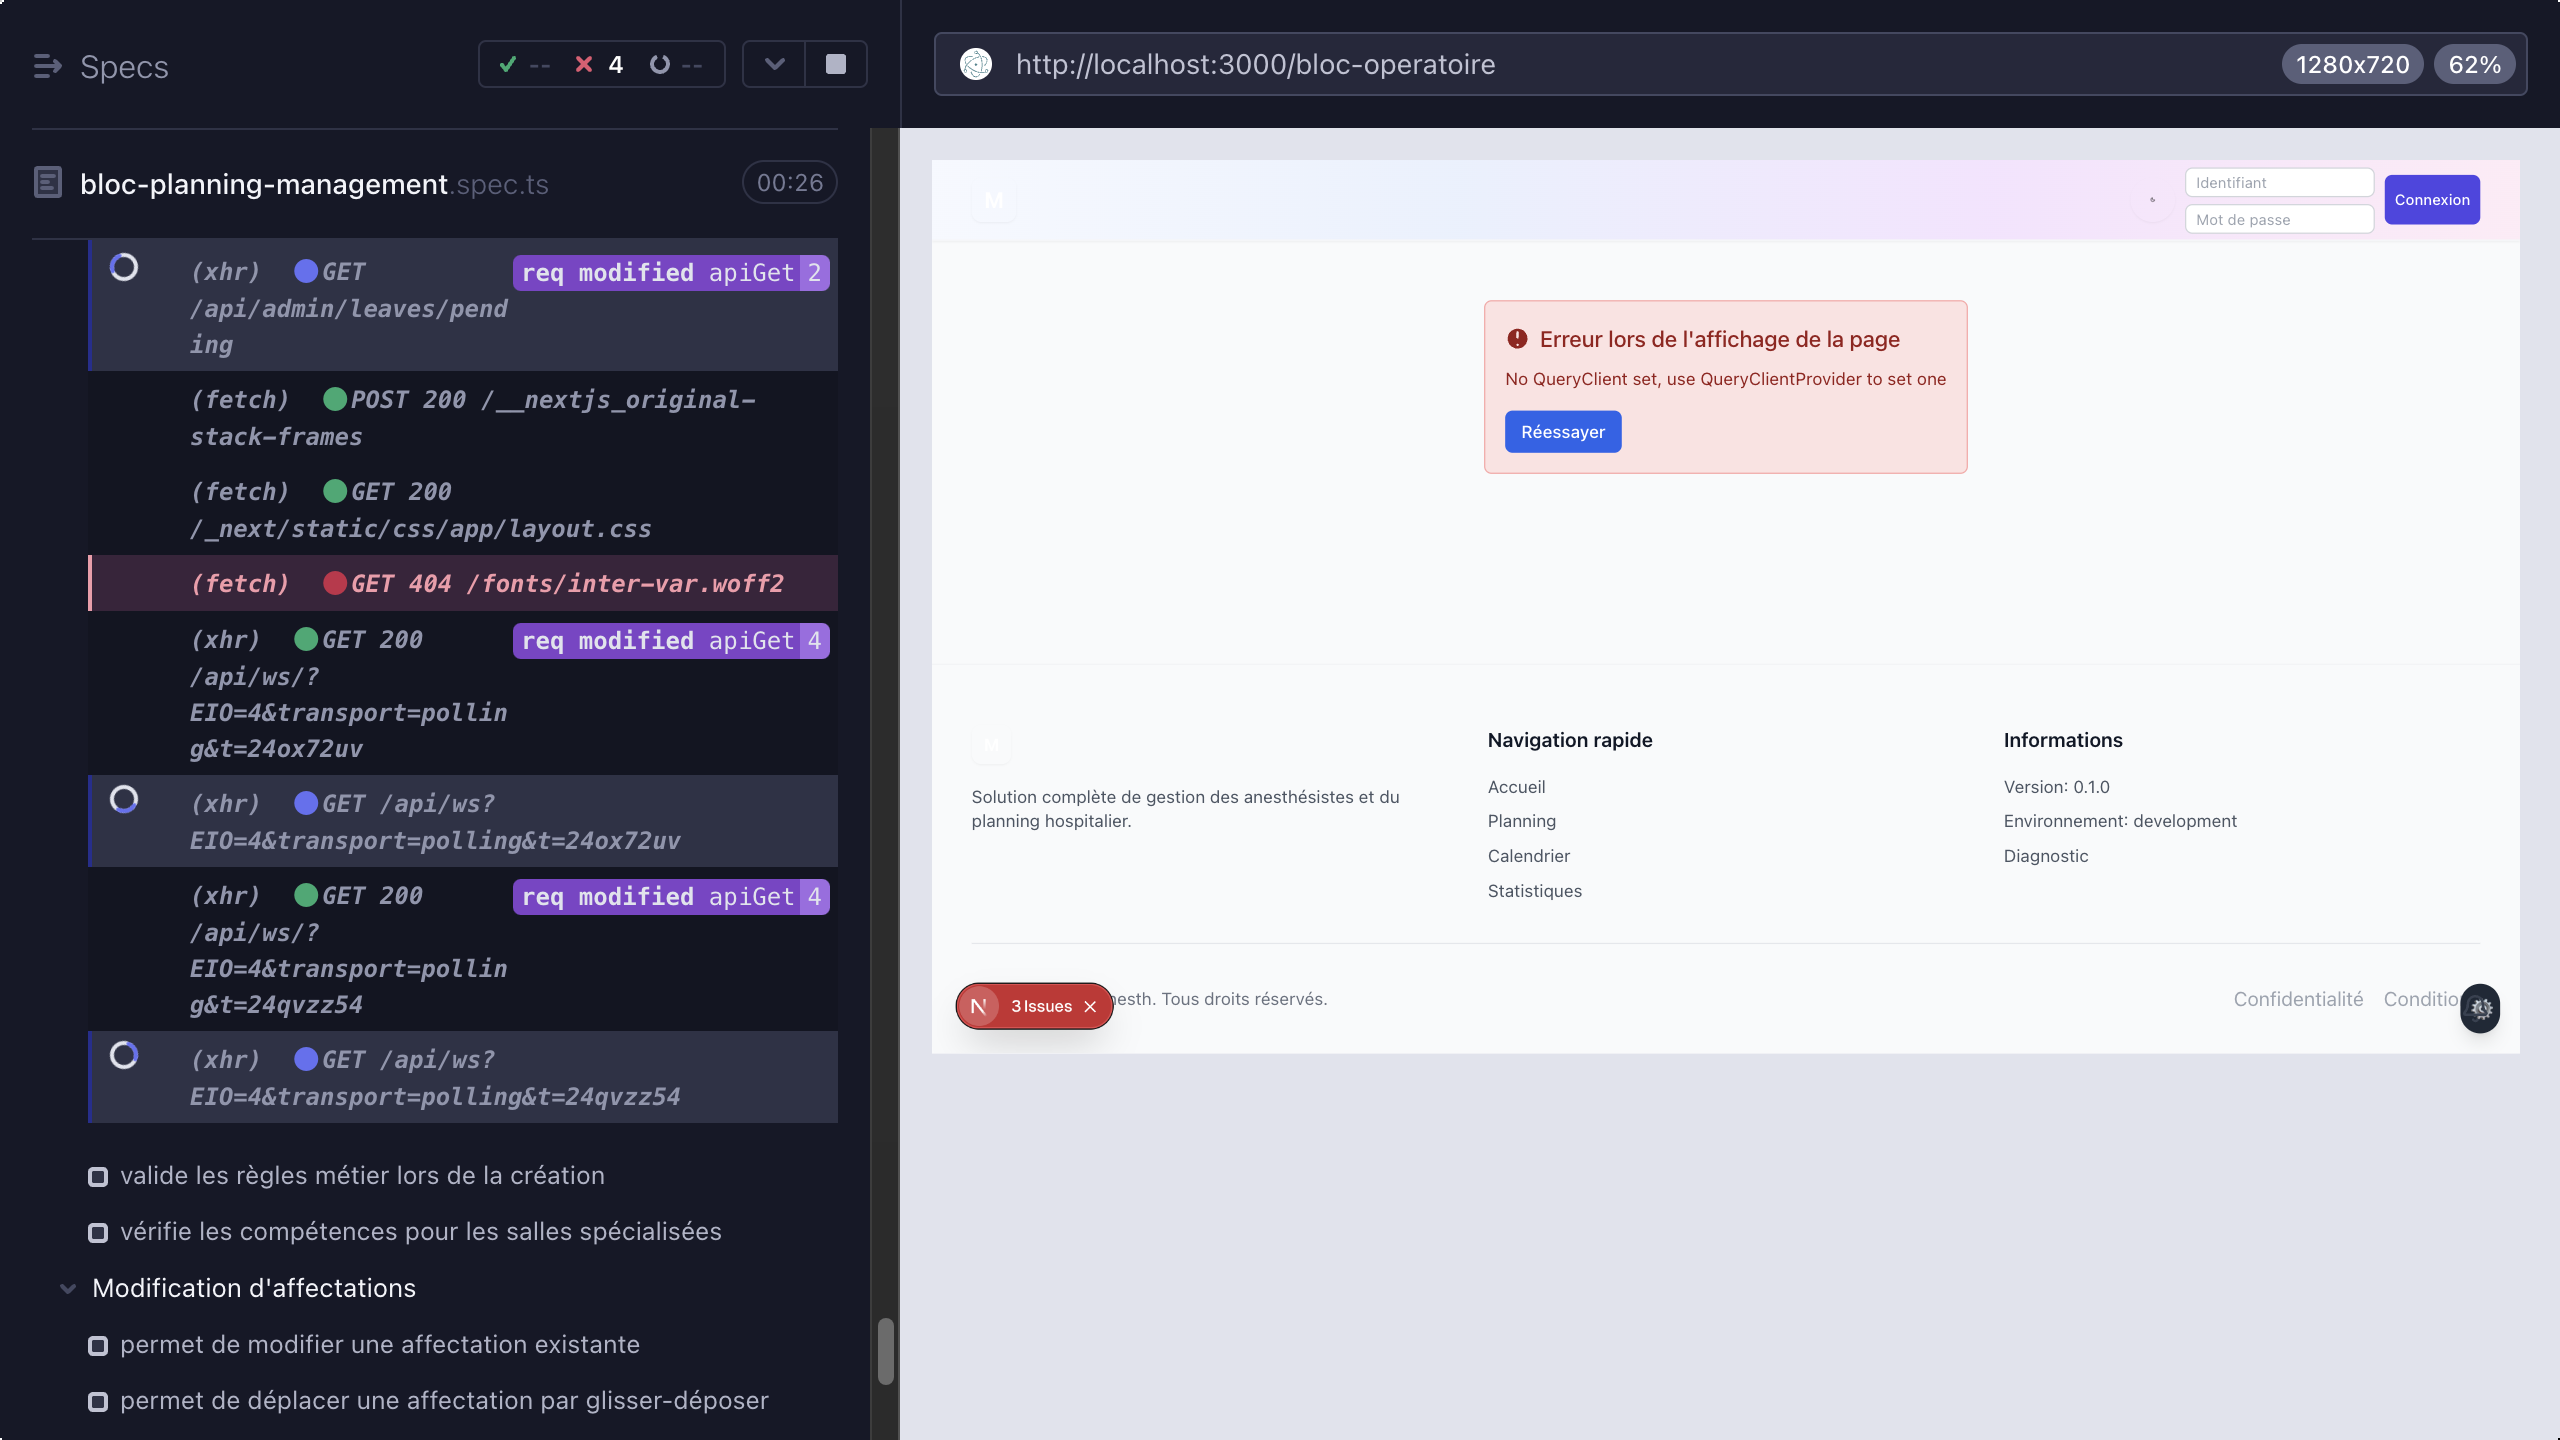 Specs
-- 4 --
bloc-planning-management.spec.ts
00:26
(xhr) GET req modified apiGet 2
/api/admin/leaves/pend
ing
(fetch) POST 200 /__nextjs_original-
stack-frames
(fetch) GET 200
/_next/static/css/app/layout.css
(fetch) GET 404 /fonts/inter-var.woff2
(xhr) GET 200 req modified apiGet 4
/api/ws/?
EIO=4&transport=pollin
g&t=24ox72uv
(xhr) GET /api/ws?
EIO=4&transport=polling&t=24ox72uv
(xhr) GET 200 req modified apiGet 4
/api/ws/?
EIO=4&transport=pollin
g&t=24qvzz54
(xhr) GET /api/ws?
EIO=4&transport=polling&t=24qvzz54
valide les règles métier lors de la création
vérifie les compétences pour les salles spécialisées
Modification d'affectations
permet de modifier une affectation existante
permet de déplacer une affectation par glisser-déposer
http://localhost:3000/bloc-operatoire
1280x720
62%
M
Identifiant
Mot de passe
Connexion
Erreur lors de l'affichage de la page
No QueryClient set, use QueryClientProvider to set one
Réessayer
M
Solution complète de gestion des anesthésistes et du
planning hospitalier.
Navigation rapide
Accueil
Planning
Calendrier
Statistiques
Informations
Version: 0.1.0
Environnement: development
Diagnostic
N 3 Issues
nesth. Tous droits réservés.
Confidentialité
Conditio